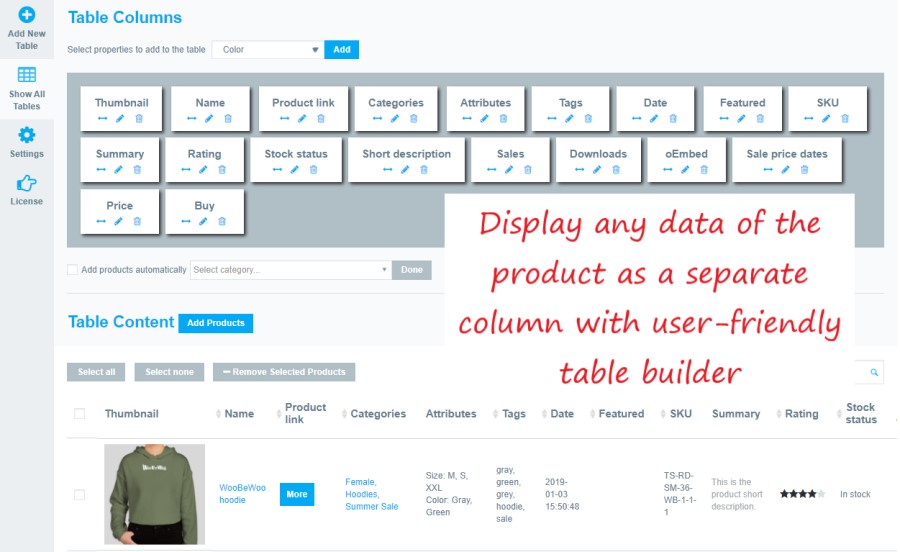 Add New
Table
Show All
Tables
Settings
License
Table Columns
Select properties to add to the table
Color
Add
Thumbnail
Name
Product link
Categories
Attributes
Tags
Date
Featured
SKU
Summary
Rating
Stock status
Short description
Sales
Downloads
oEmbed
Sale price dates
Price
Buy
Display any data of the
product as a separate
column with user-friendly
table builder
Add products automatically
Select category...
Done
Table Content
Add Products
Select all
Select none
Remove Selected Products
Thumbnail
Name
Product
link
Categories
Attributes
Tags
Date
Featured
SKU
Summary
Rating
Stock
status
WooBeWoo
WooBeWoo
hoodie
More
Female,
Hoodies,
Summer Sale
Size: M, S,
XXL
Color: Gray,
Green
gray,
green,
grey,
hoodie,
sale
2019-
01-03
15:50:48
TS-RD-
SM-36-
WB-1-1-
1
This is the
product short
description.
In stock